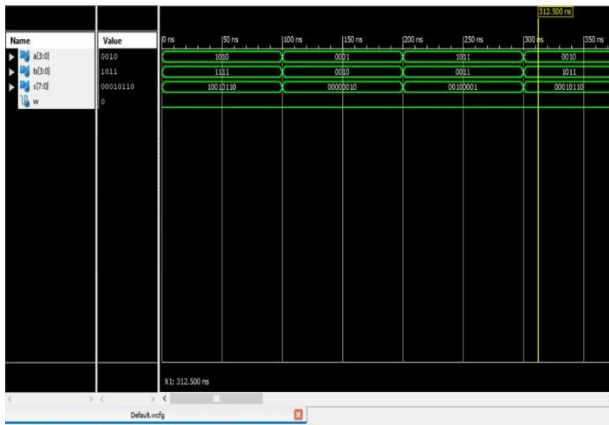 312.500 ns
Name Value 0 ns 50 ns 100 ns 150 ns 200 ns 250 ns 300 ns 350 ns
a[3:0] 0010 1010 0001 1011 0010
b[3:0] 1011 1111 0010 0011 1011
s[7:0] 00010110 10010110 00000010 00100001 00010110
w 0
X1: 312.500 ns
Default.wcfg